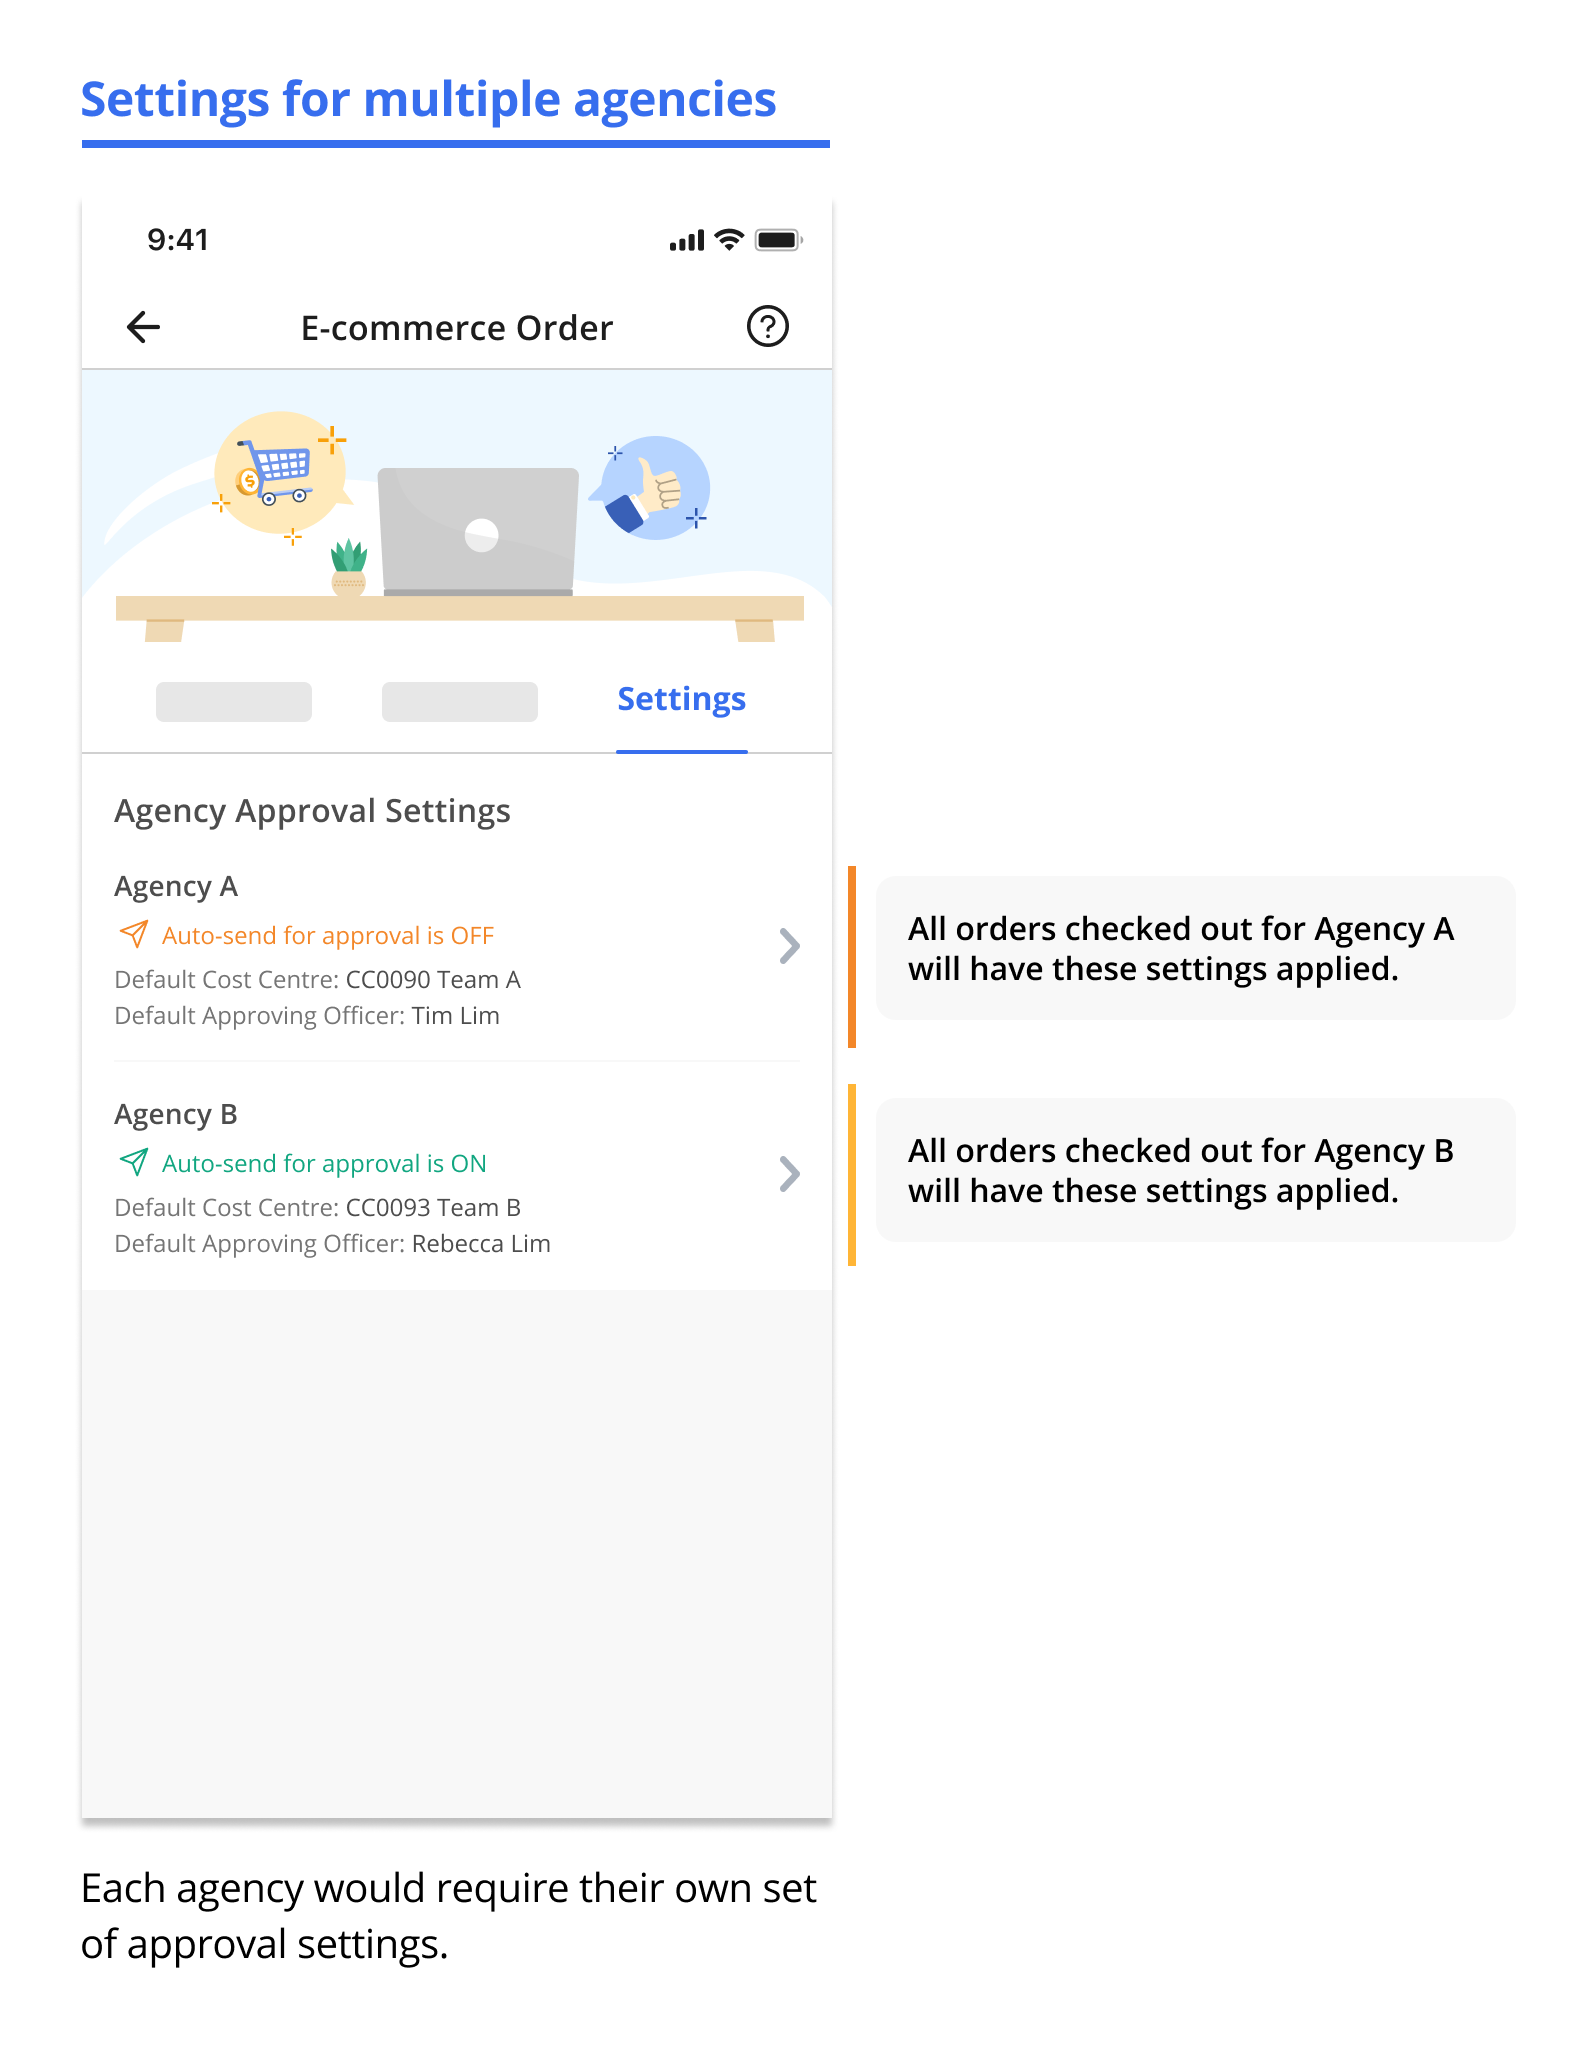 Settings for multiple agencies
9:41
E-commerce Order
Settings
Agency Approval Settings
Agency A
Auto-send for approval is OFF
Default Cost Centre: CC0090 Team A
Default Approving Officer: Tim Lim
All orders checked out for Agency A
will have these settings applied.
Agency B
Auto-send for approval is ON
Default Cost Centre: CC0093 Team B
Default Approving Officer: Rebecca Lim
All orders checked out for Agency B
will have these settings applied.
Each agency would require their own set
of approval settings.